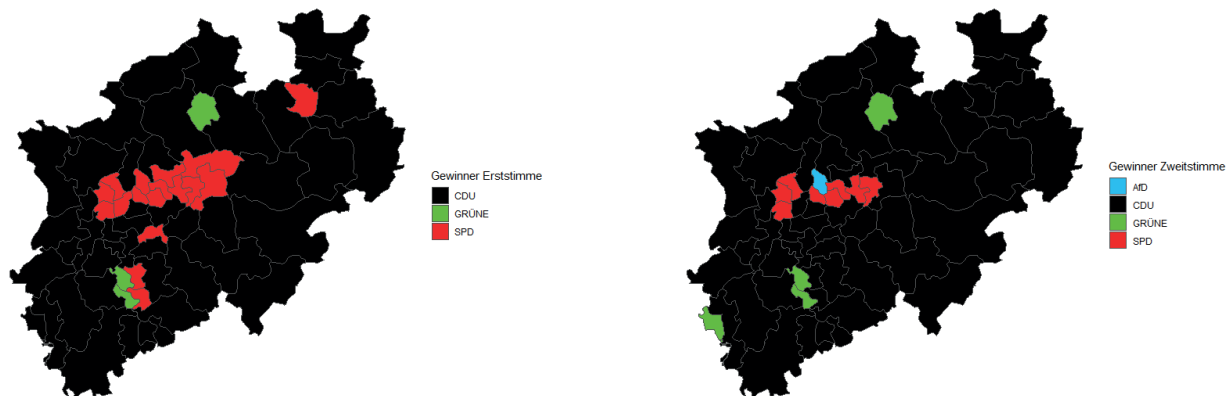 Gewinner Erststimme
CDU
GRÜNE
SPD
Gewinner Zweitstimme
AfD
CDU
GRÜNE
SPD